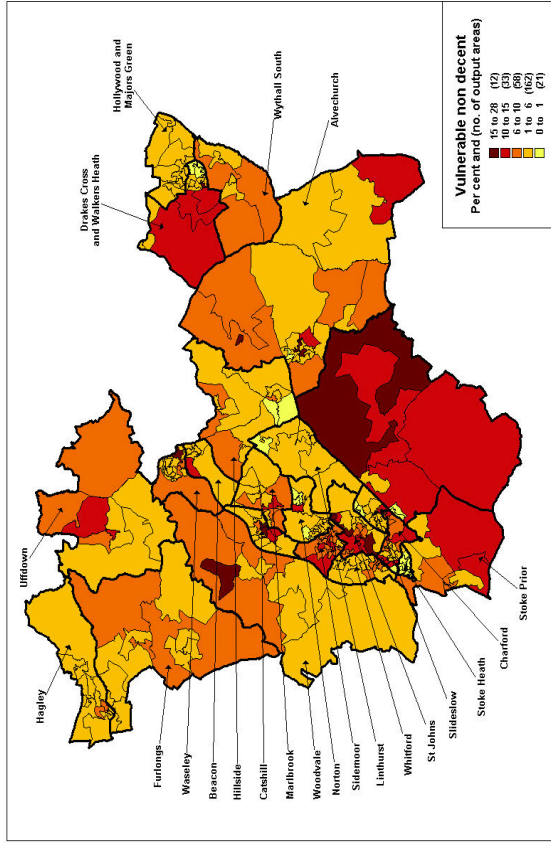 Hollywood and
Majors Green
Wythall South
Alvechurch
Drakes Cross
and Walkers Heath
Uffdown
Hagley
Furlongs
Waseley
Beacon
Hillside
Catshill
Marlbrook
Woodvale
Norton
Sidemoor
Linthurst
Whitford
St Johns
Slideslow
Stoke Heath
Charford
Stoke Prior
Vulnerable non decent
Per cent and (no. of output areas)
15 to 28 (12)
10 to 15 (33)
6 to 10 (58)
1 to 6 (162)
0 to 1 (21)